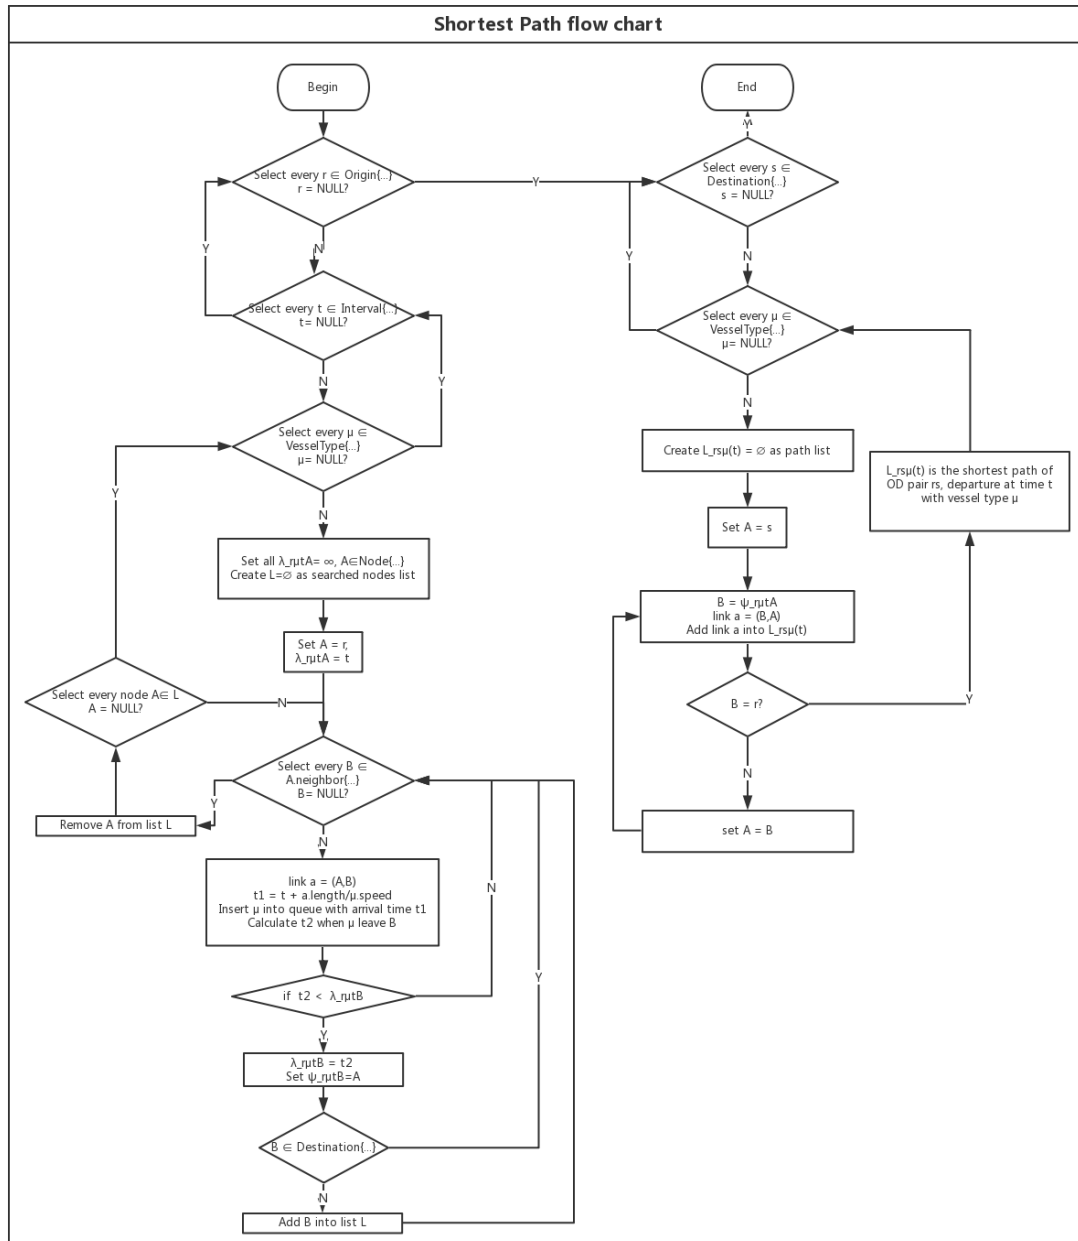 Shortest Path flow chart
Begin
Select every r ∈ Origin{...}
r = NULL?
Y
N
Select every t ∈ Interval{...}
t= NULL?
Y
N
Y
Select every μ ∈
VesselType{...}
μ= NULL?
N
Set all λ_rμtA= ∞, A∈Node{...}
Create L=∅ as searched nodes list
Set A = r,
λ_rμtA = t
Y
Select every node A∈ L
A = NULL?
N
Select every B ∈
A.neighbor{...}
B= NULL?
Y
Remove A from list L
N
link a = (A,B)
t1 = t + a.length/μ.speed
Insert μ into queue with arrival time t1
Calculate t2 when μ leave B
N
if t2 < λ_rμtB
Y
λ_rμtB = t2
Set ψ_rμtB=A
B ∈ Destination{...}
Y
N
Add B into list L
End
Y
Select every s ∈
Destination{...}
s = NULL?
N
Y
Select every μ ∈
VesselType{...}
μ= NULL?
N
Create L_rsμ(t) = ∅ as path list
Set A = s
B = ψ_rμtA
link a = (B,A)
Add link a into L_rsμ(t)
B = r?
Y
N
set A = B
L_rsμ(t) is the shortest path of
OD pair rs, departure at time t
with vessel type μ